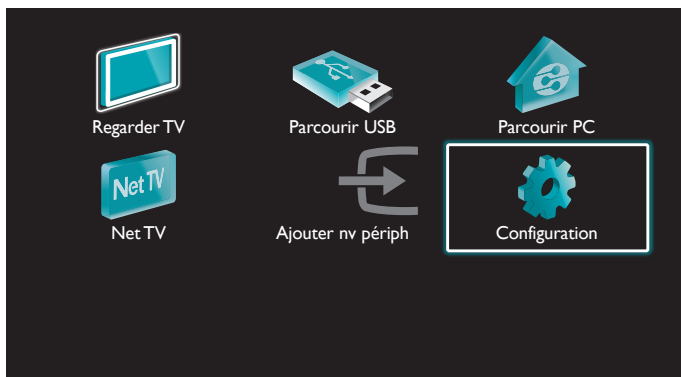 Regarder TV
Parcourir USB
Parcourir PC
Net TV
Net TV
Ajouter nv périph
Configuration